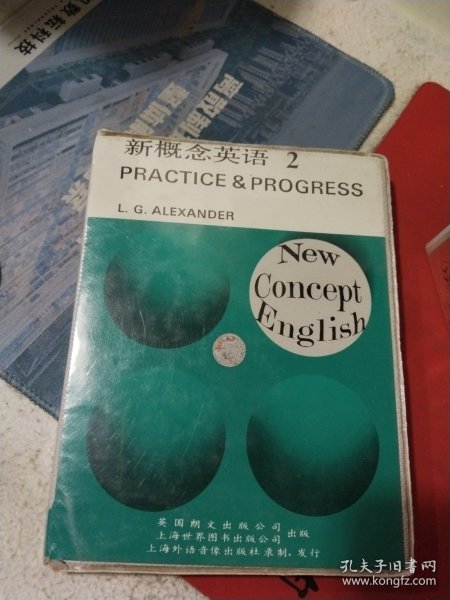 新概念英语 2
PRACTICE & PROGRESS
L. G. ALEXANDER
New
Concept
English
英国朗文出版公司
上海世界图书出版公司 出版
上海外语音像出版社录制、发行
孔夫子旧书网
www.kongfz.com